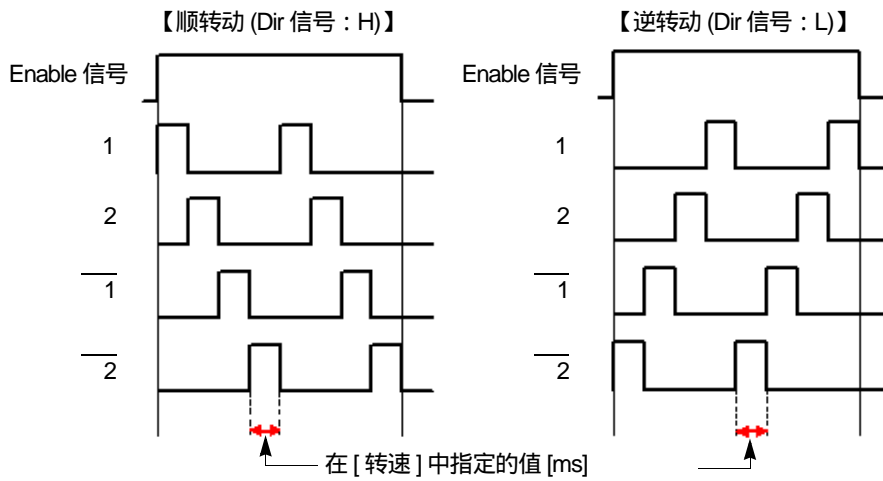 【顺转动 (Dir 信号：H)】
【逆转动 (Dir 信号：L)】
Enable 信号
Enable 信号
1
1
2
2
1̅
1̅
2̅
2̅
在 [ 转速 ] 中指定的值 [ms]